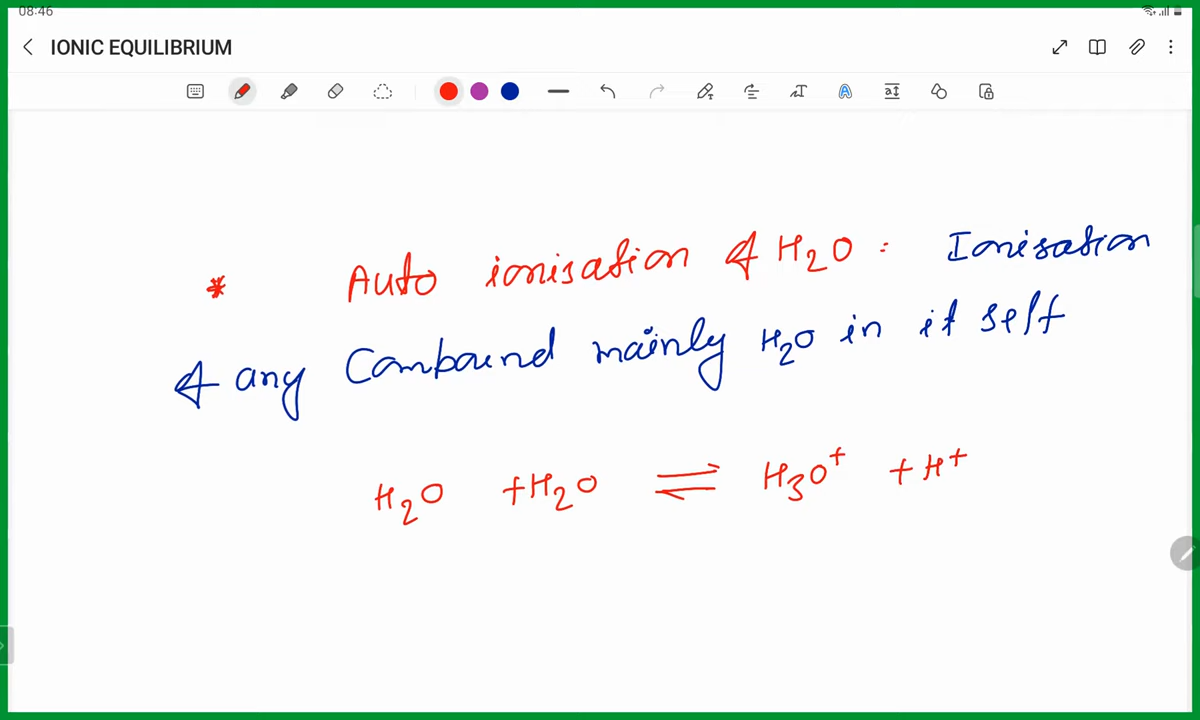 08:46
IONIC EQUILIBRIUM
* Auto ionisation of H2O : Ionisation
of any Compound mainly H2O in it self
H2O + H2O ⇌ H3O+ + H+